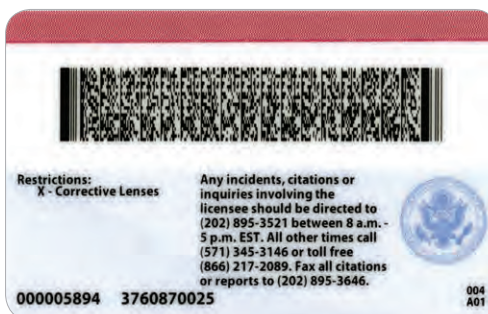 Restrictions:
X - Corrective Lenses
Any incidents, citations or
inquiries involving the
licensee should be directed to
(202) 895-3521 between 8 a.m. -
5 p.m. EST. All other times call
(571) 345-3146 or toll free
(866) 217-2089. Fax all citations
or reports to (202) 895-3646.
000005894 3760870025
004
A01